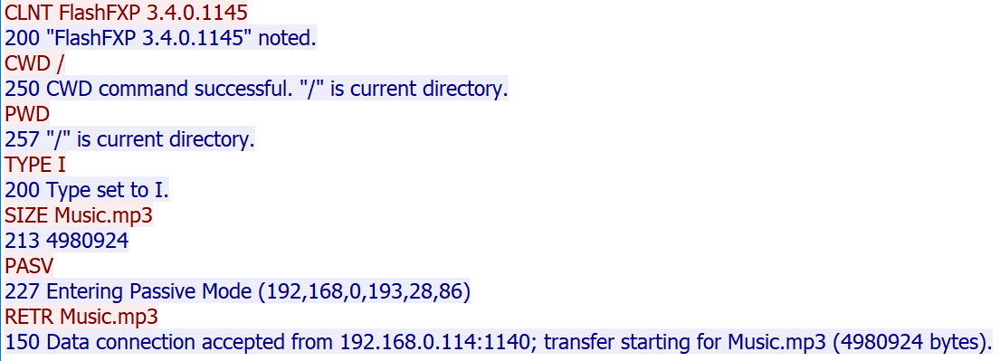 CLNT FlashFXP 3.4.0.1145
200 "FlashFXP 3.4.0.1145" noted.
CWD /
250 CWD command successful. "/" is current directory.
PWD
257 "/" is current directory.
TYPE I
200 Type set to I.
SIZE Music.mp3
213 4980924
PASV
227 Entering Passive Mode (192,168,0,193,28,86)
RETR Music.mp3
150 Data connection accepted from 192.168.0.114:1140; transfer starting for Music.mp3 (4980924 bytes).